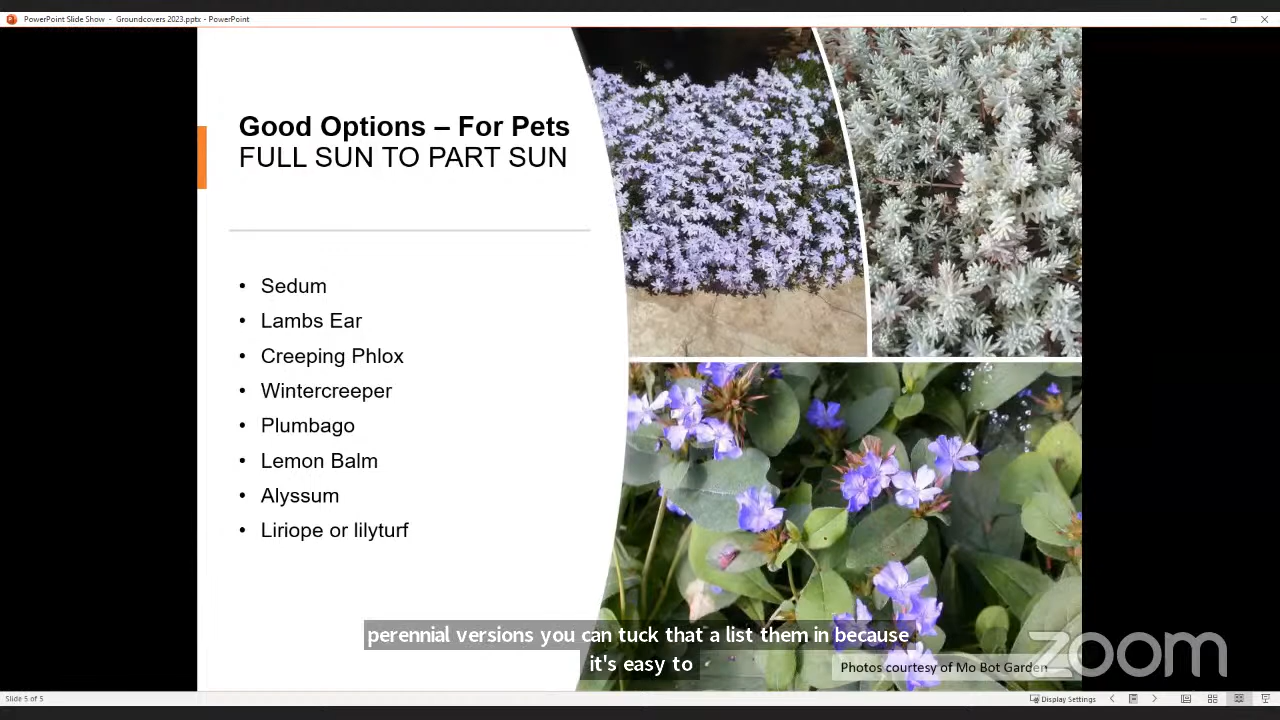 PowerPoint Slide Show - Groundcovers 2023.pptx - PowerPoint
Good Options – For Pets
FULL SUN TO PART SUN
• Sedum
• Lambs Ear
• Creeping Phlox
• Wintercreeper
• Plumbago
• Lemon Balm
• Alyssum
• Liriope or lilyturf
perennial versions you can tuck that a list them in because
it's easy to
Photos courtesy of Mo Bot Garden
zoom
Slide 5 of 5
Display Settings